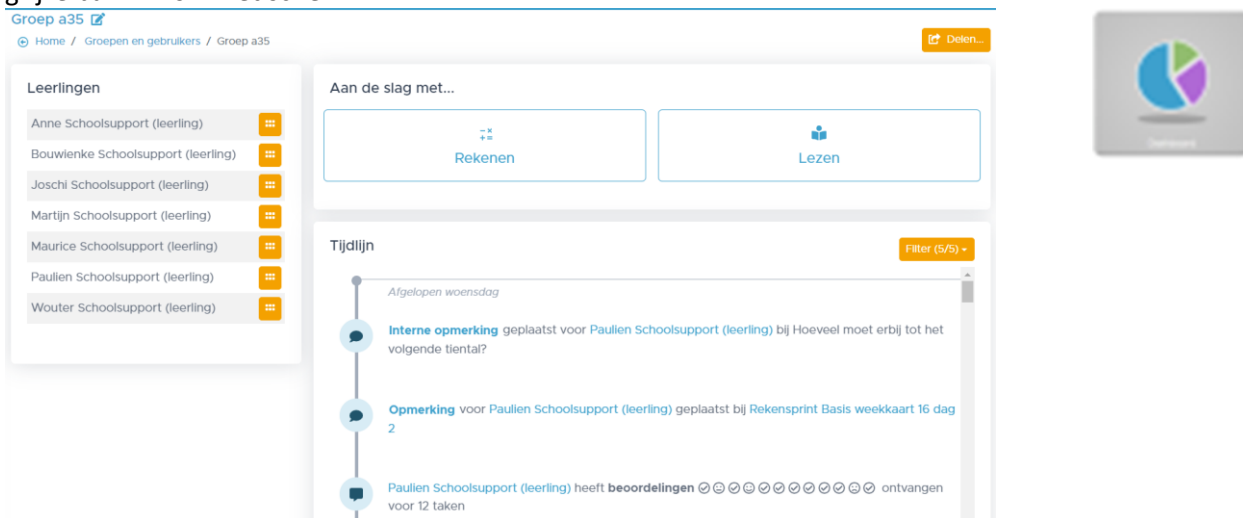 Groep a35
Home / Groepen en gebruikers / Groep a35
Delen...
Leerlingen
Anne Schoolsupport (leerling)
Bouwienke Schoolsupport (leerling)
Joschi Schoolsupport (leerling)
Martijn Schoolsupport (leerling)
Maurice Schoolsupport (leerling)
Paulien Schoolsupport (leerling)
Wouter Schoolsupport (leerling)
Aan de slag met...
Rekenen
Lezen
Tijdlijn
Filter (5/5)
Afgelopen woensdag
Interne opmerking geplaatst voor Paulien Schoolsupport (leerling) bij Hoeveel moet erbij tot het
volgende tiental?
Opmerking voor Paulien Schoolsupport (leerling) geplaatst bij Rekensprint Basis weekkaart 16 dag
2
Paulien Schoolsupport (leerling) heeft beoordelingen ontvangen
voor 12 taken